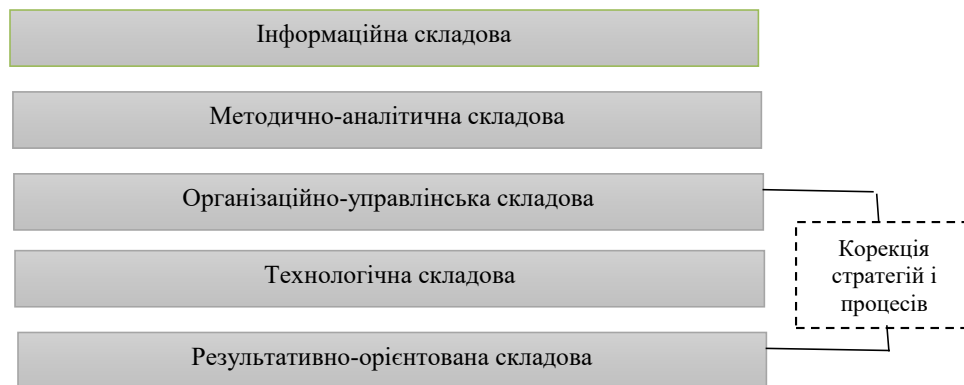 Інформаційна складова
Методично-аналітична складова
Організаційно-управлінська складова
Технологічна складова
Результативно-орієнтована складова
Корекція
стратегій і
процесів